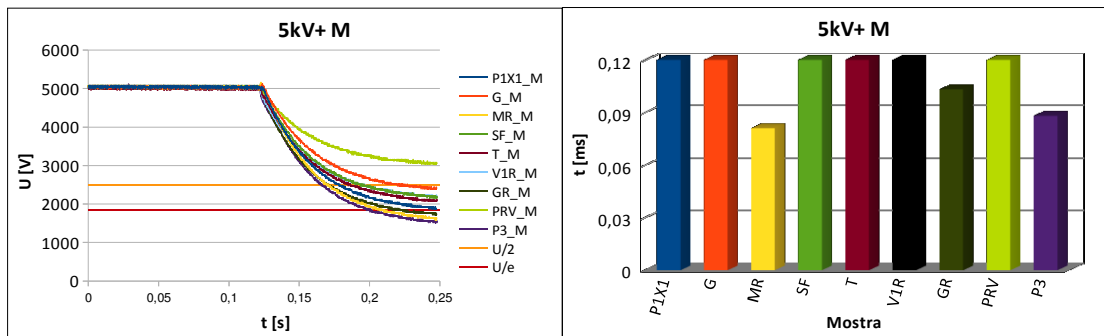 5kV+ M
6000
5000
4000
3000
2000
1000
0
U [V]
0
0,05
0,1
0,15
0,2
0,25
t [s]
P1X1_M
G_M
MR_M
SF_M
T_M
V1R_M
GR_M
PRV_M
P3_M
U/2
U/e
5kV+ M
0,12
0,09
0,06
0,03
0
t [ms]
P1X1
G
MR
SF
T
V1R
GR
PRV
P3
Mostra